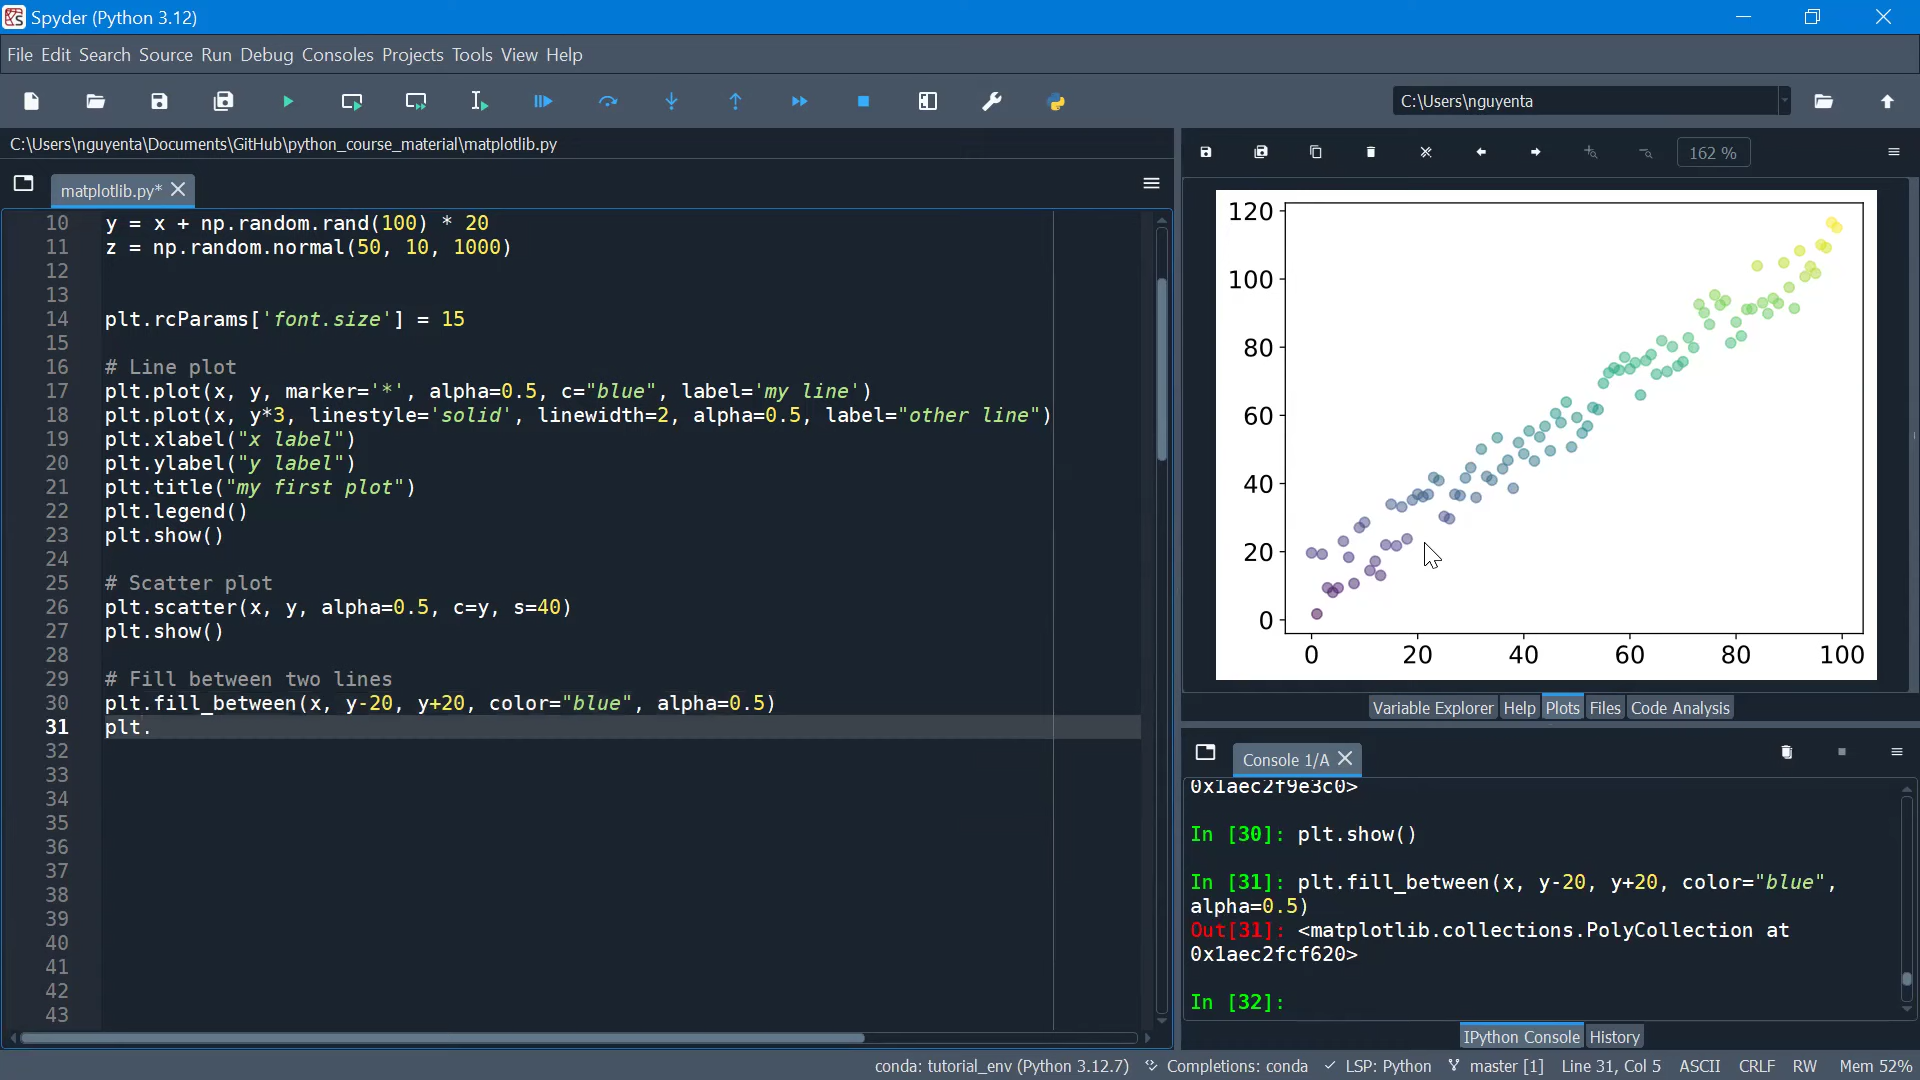 Spyder (Python 3.12)
File Edit Search Source Run Debug Consoles Projects Tools View Help
C:\Users\nguyenta
C:\Users\nguyenta\Documents\GitHub\python_course_material\matplotlib.py
matplotlib.py*
10 y = x + np.random.rand(100) * 20
11 z = np.random.normal(50, 10, 1000)
12
13
14 plt.rcParams['font.size'] = 15
15
16 # Line plot
17 plt.plot(x, y, marker='*', alpha=0.5, c="blue", label='my line')
18 plt.plot(x, y*3, linestyle='solid', linewidth=2, alpha=0.5, label="other line")
19 plt.xlabel("x label")
20 plt.ylabel("y label")
21 plt.title("my first plot")
22 plt.legend()
23 plt.show()
24
25 # Scatter plot
26 plt.scatter(x, y, alpha=0.5, c=y, s=40)
27 plt.show()
28
29 # Fill between two lines
30 plt.fill_between(x, y-20, y+20, color="blue", alpha=0.5)
31 plt.
32
33
34
35
36
37
38
39
40
41
42
43
162 %
120
100
80
60
40
20
0
0 20 40 60 80 100
Variable Explorer Help Plots Files Code Analysis
Console 1/A
0x1aec2f9e3c0>
In [30]: plt.show()
In [31]: plt.fill_between(x, y-20, y+20, color="blue",
alpha=0.5)
Out[31]: <matplotlib.collections.PolyCollection at
0x1aec2fcf620>
In [32]:
IPython Console History
conda: tutorial_env (Python 3.12.7) Completions: conda LSP: Python master [1] Line 31, Col 5 ASCII CRLF RW Mem 52%